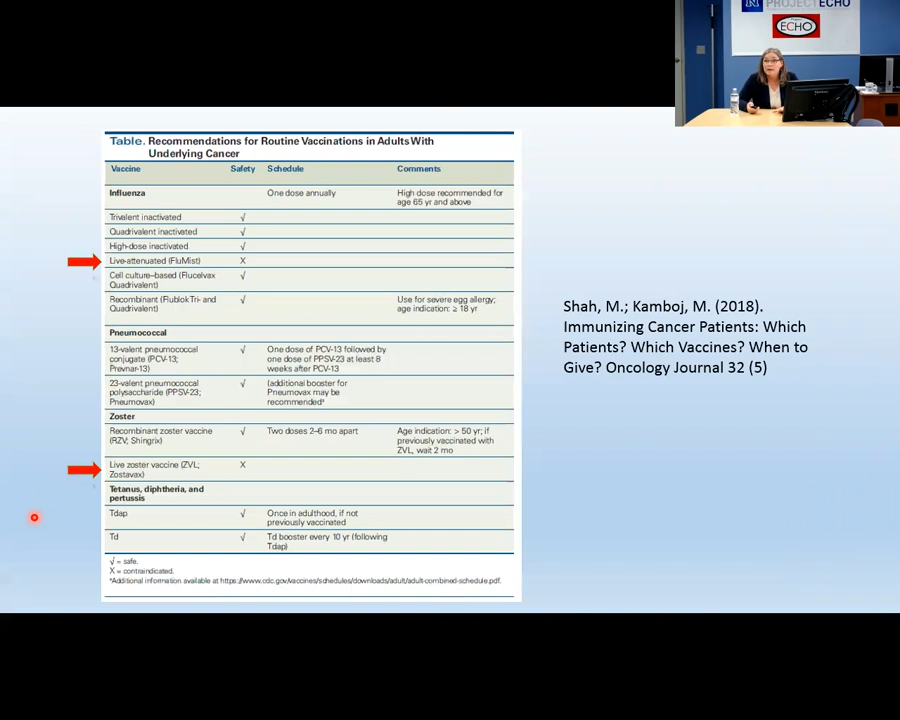 PROJECT ECHO
ECHO
Table. Recommendations for Routine Vaccinations in Adults With
Underlying Cancer
Vaccine Safety Schedule Comments
Influenza One dose annually High dose recommended for
age 65 yr and above
Trivalent inactivated √
Quadrivalent inactivated √
High-dose inactivated √
Live-attenuated (FluMist) X
Cell culture–based (Flucelvax √
Quadrivalent)
Recombinant (Flublok Tri- and √ Use for severe egg allergy;
Quadrivalent) age indication: ≥ 18 yr
Pneumococcal
13-valent pneumococcal √ One dose of PCV-13 followed by
conjugate (PCV-13; one dose of PPSV-23 at least 8
Prevnar-13) weeks after PCV-13
23-valent pneumococcal √ (additional booster for
polysaccharide (PPSV-23; Pneumovax may be
Pneumovax) recommendedª
Zoster
Recombinant zoster vaccine √ Two doses 2–6 mo apart Age indication: > 50 yr; if
(RZV; Shingrix) previously vaccinated with
ZVL, wait 2 mo
Live zoster vaccine (ZVL; X
Zostavax)
Tetanus, diphtheria, and
pertussis
Tdap √ Once in adulthood, if not
previously vaccinated
Td √ Td booster every 10 yr (following
Tdap)
√ = safe.
X = contraindicated.
ªAdditional information available at https://www.cdc.gov/vaccines/schedules/downloads/adult/adult-combined-schedule.pdf.
Shah, M.; Kamboj, M. (2018).
Immunizing Cancer Patients: Which
Patients? Which Vaccines? When to
Give? Oncology Journal 32 (5)